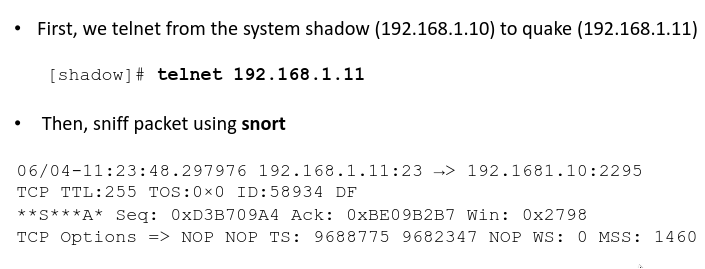 • First, we telnet from the system shadow (192.168.1.10) to quake (192.168.1.11)
[shadow]# telnet 192.168.1.11
• Then, sniff packet using snort
06/04-11:23:48.297976 192.168.1.11:23 -> 192.1681.10:2295
TCP TTL:255 TOS:0×0 ID:58934 DF
**S***A* Seq: 0xD3B709A4 Ack: 0xBE09B2B7 Win: 0x2798
TCP Options => NOP NOP TS: 9688775 9682347 NOP WS: 0 MSS: 1460